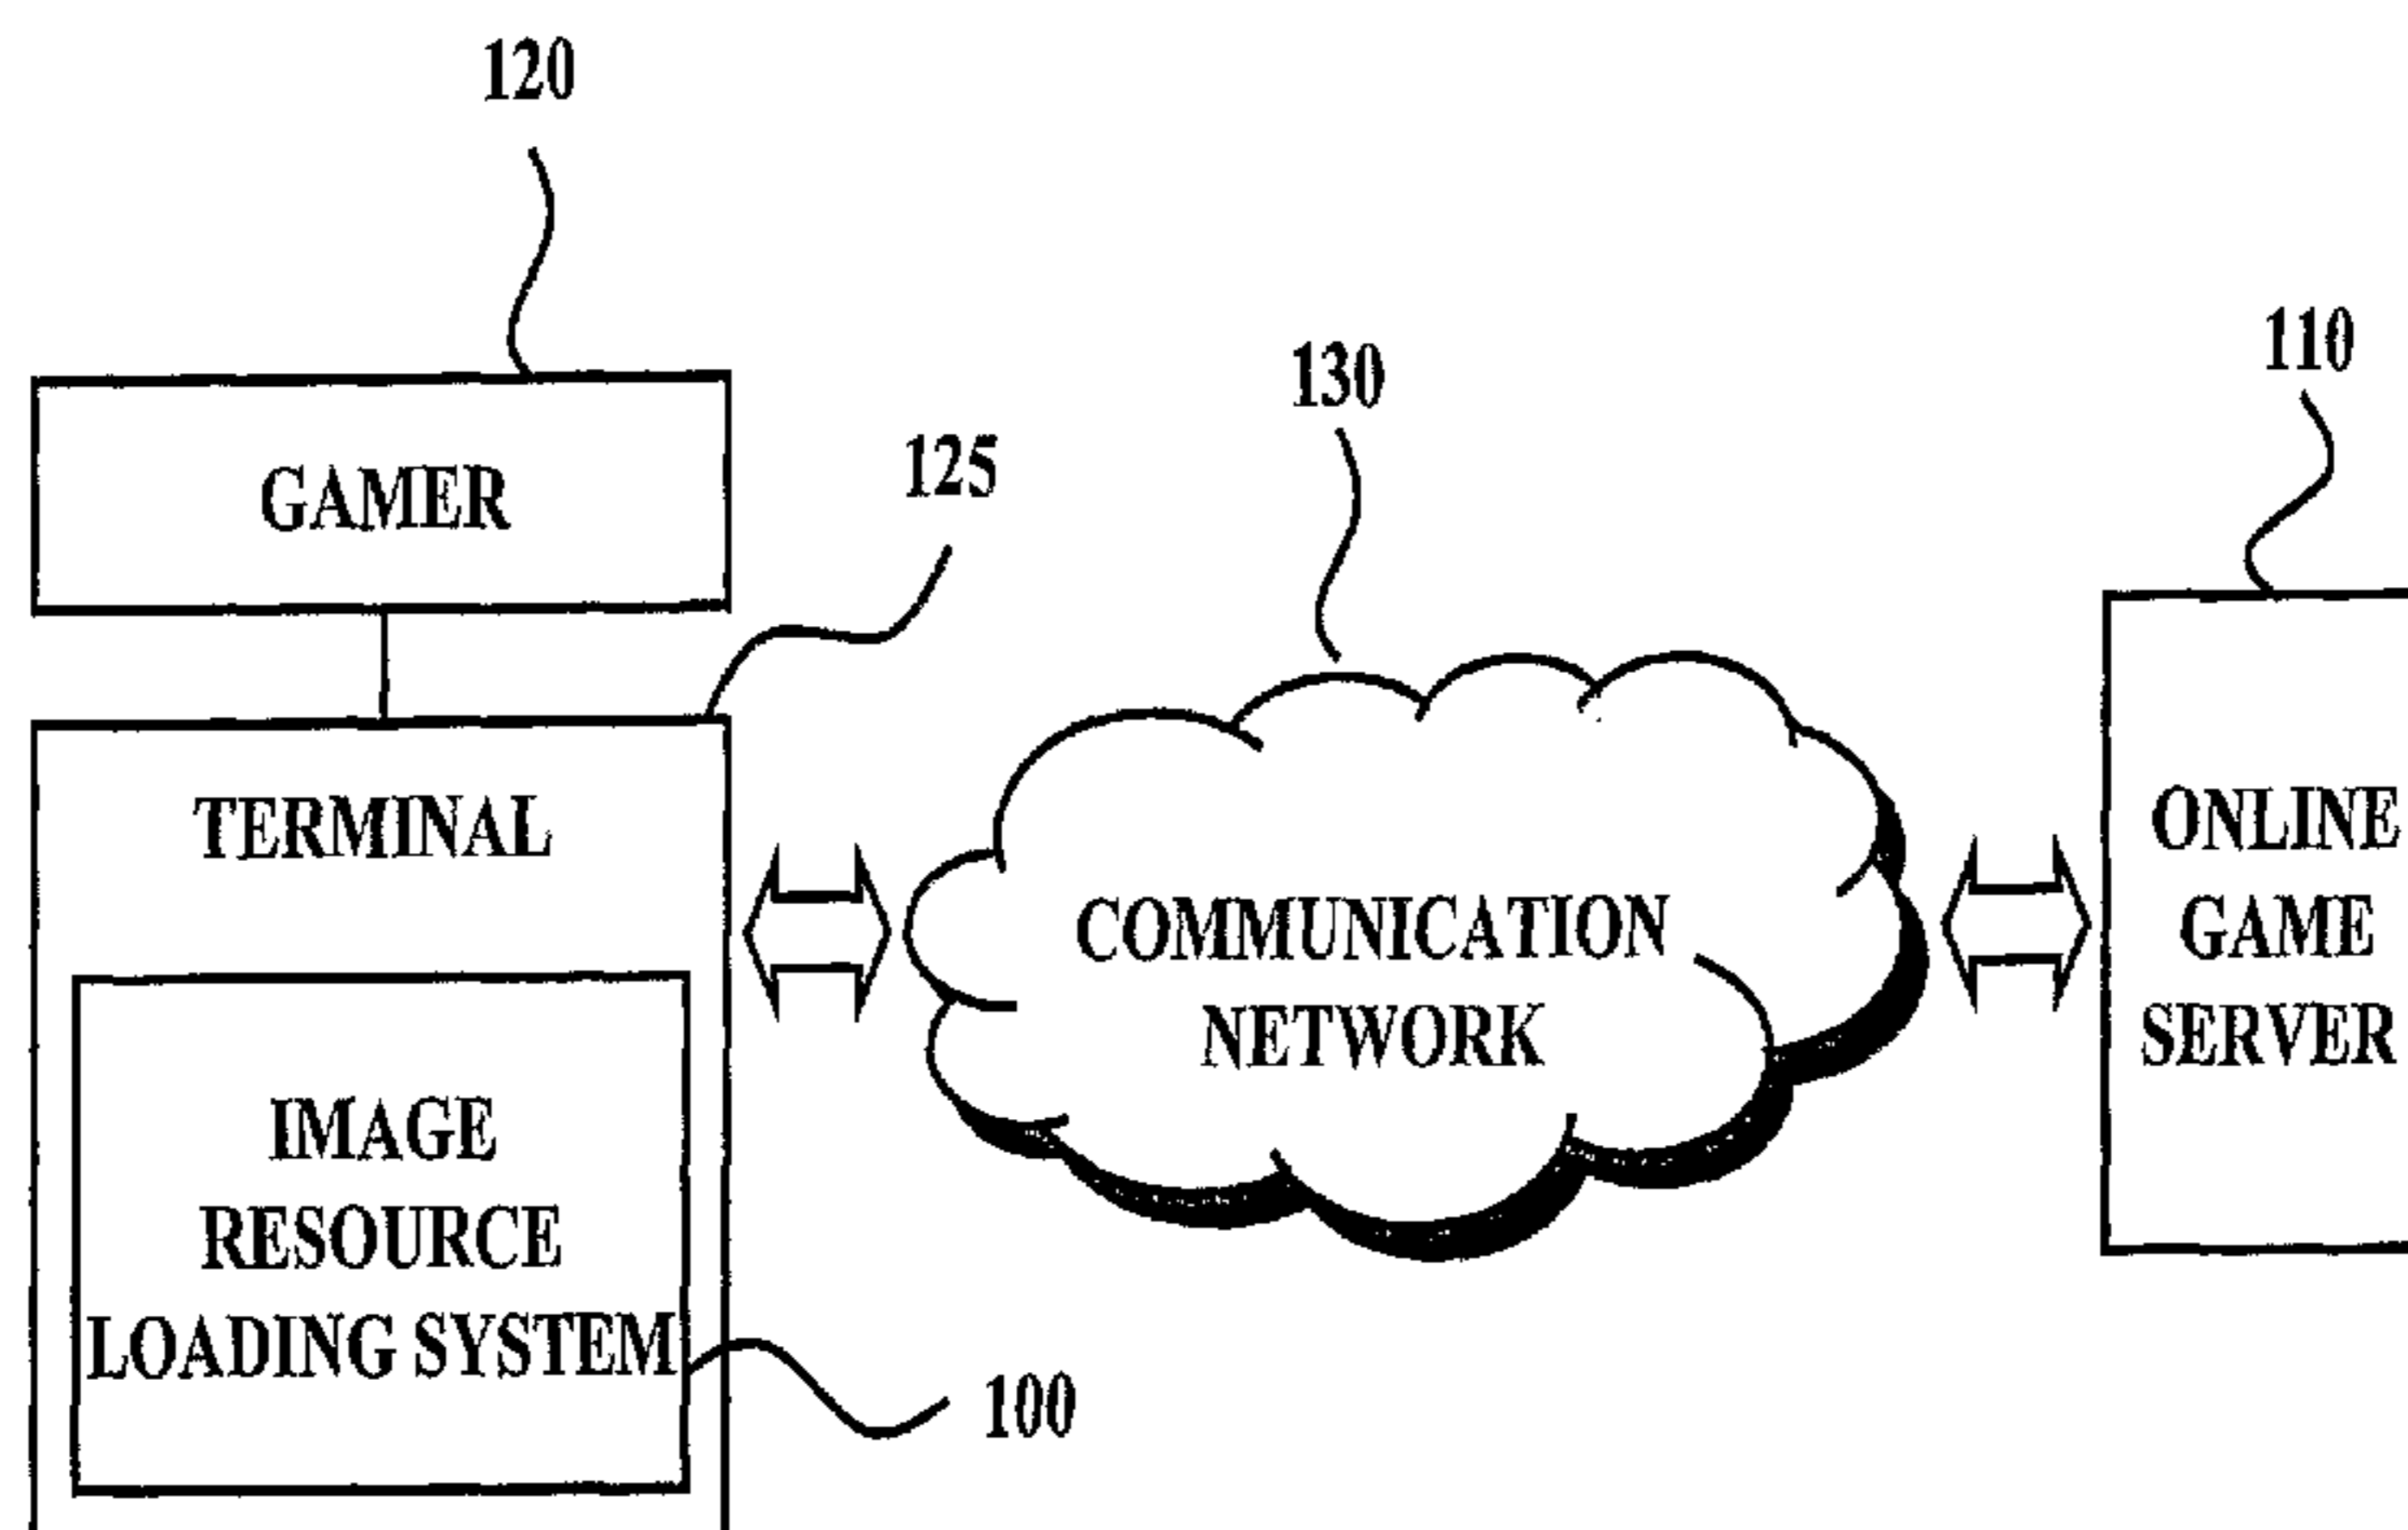 120
110
130
125
GAMER
TERMINAL
ONLINE
GAME
SERVER
COMMUNICATION
NETWORK
IMAGE
RESOURCE
LOADING SYSTEM
100